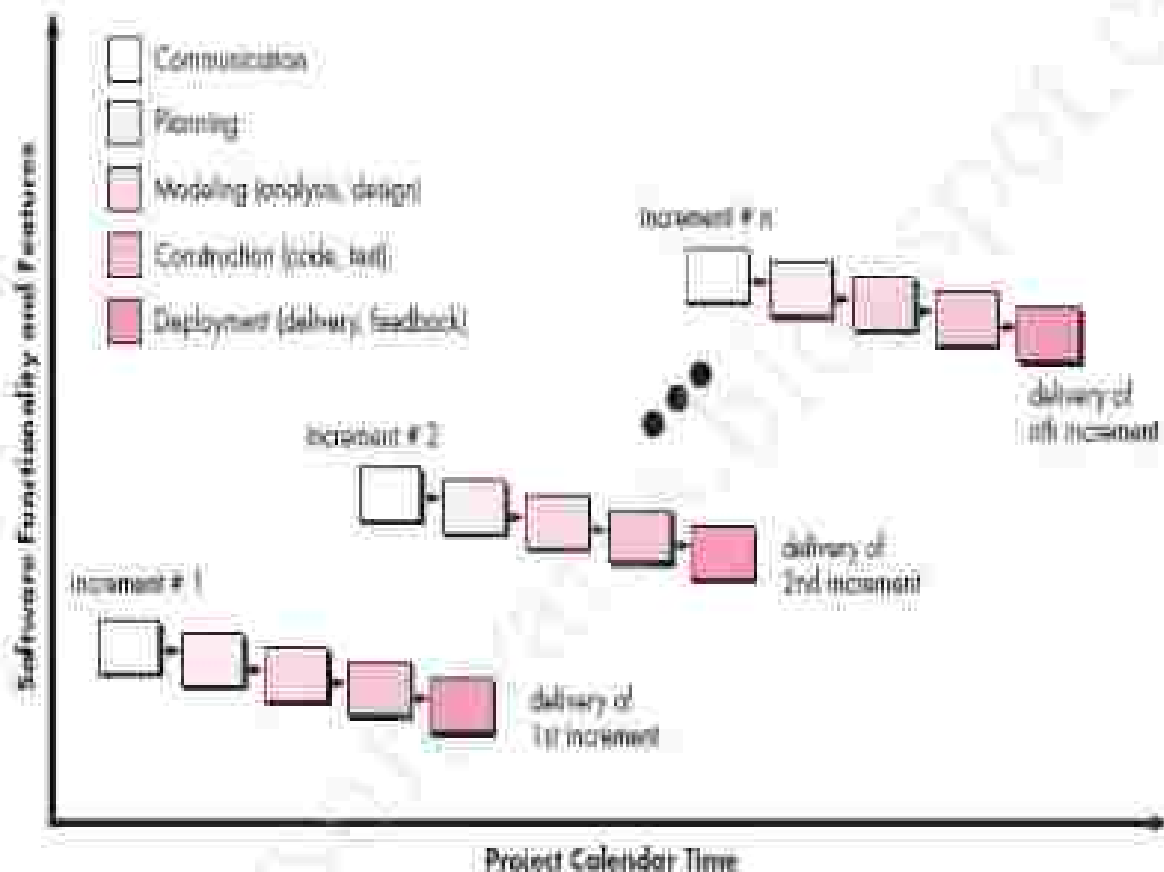 Software Functionality and Features
Communication
Planning
Modeling (analysis, design)
Construction (code, test)
Deployment (delivery, feedback)
increment # n
delivery of
nth increment
increment # 2
delivery of
2nd increment
increment # 1
delivery of
1st increment
Project Calendar Time